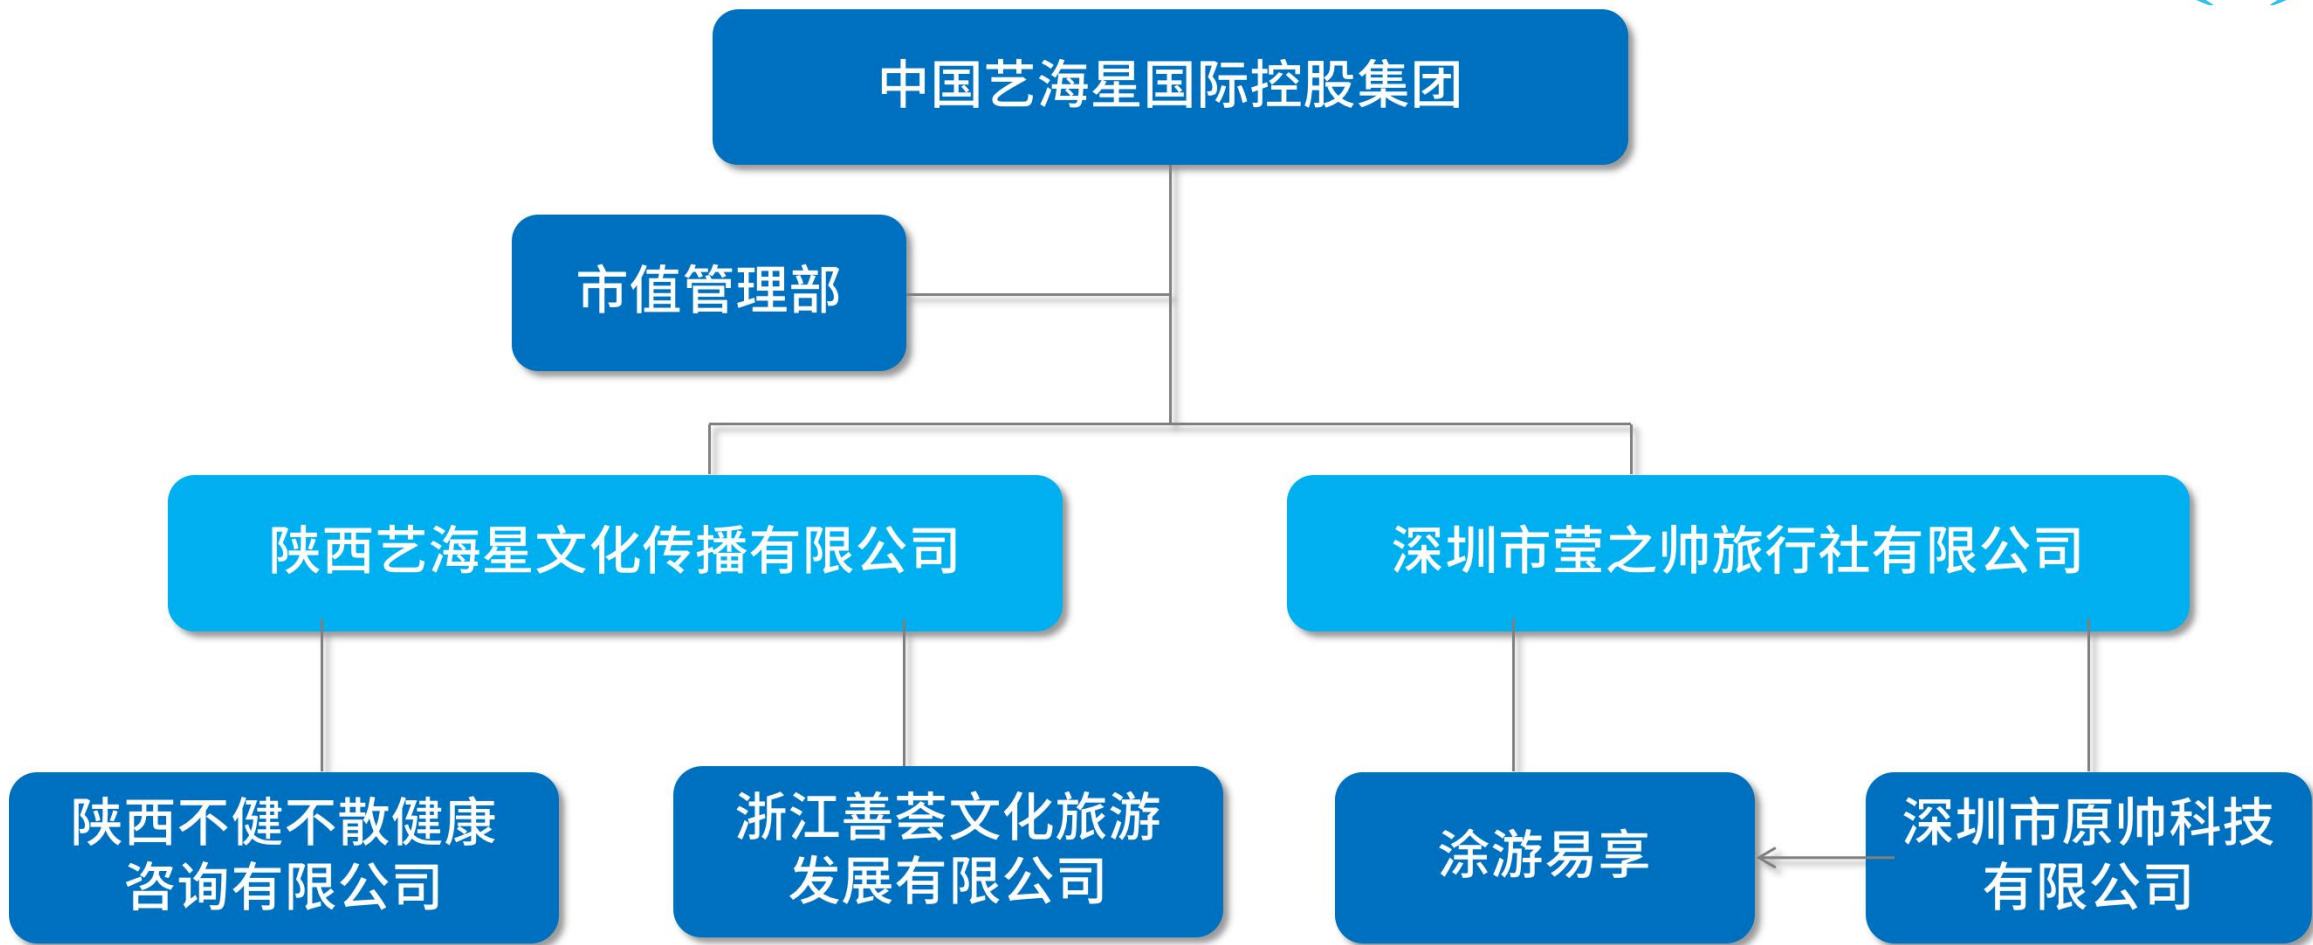 中国艺海星国际控股集团
市值管理部
陕西艺海星文化传播有限公司
深圳市莹之帅旅行社有限公司
陕西不健不散健康
咨询有限公司
浙江善荟文化旅游
发展有限公司
涂游易享
深圳市原帅科技
有限公司